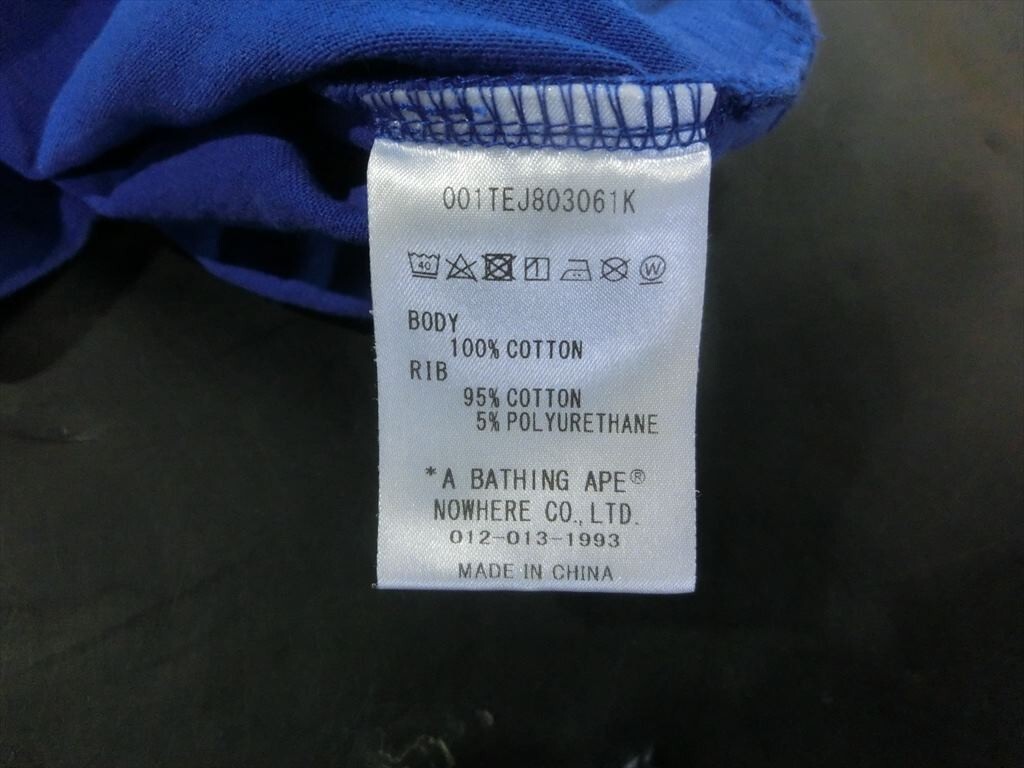 001TEJ803061K
40
W
BODY
100% COTTON
RIB
95% COTTON
5% POLYURETHANE
*A BATHING APE®
NOWHERE CO., LTD.
012-013-1993
MADE IN CHINA